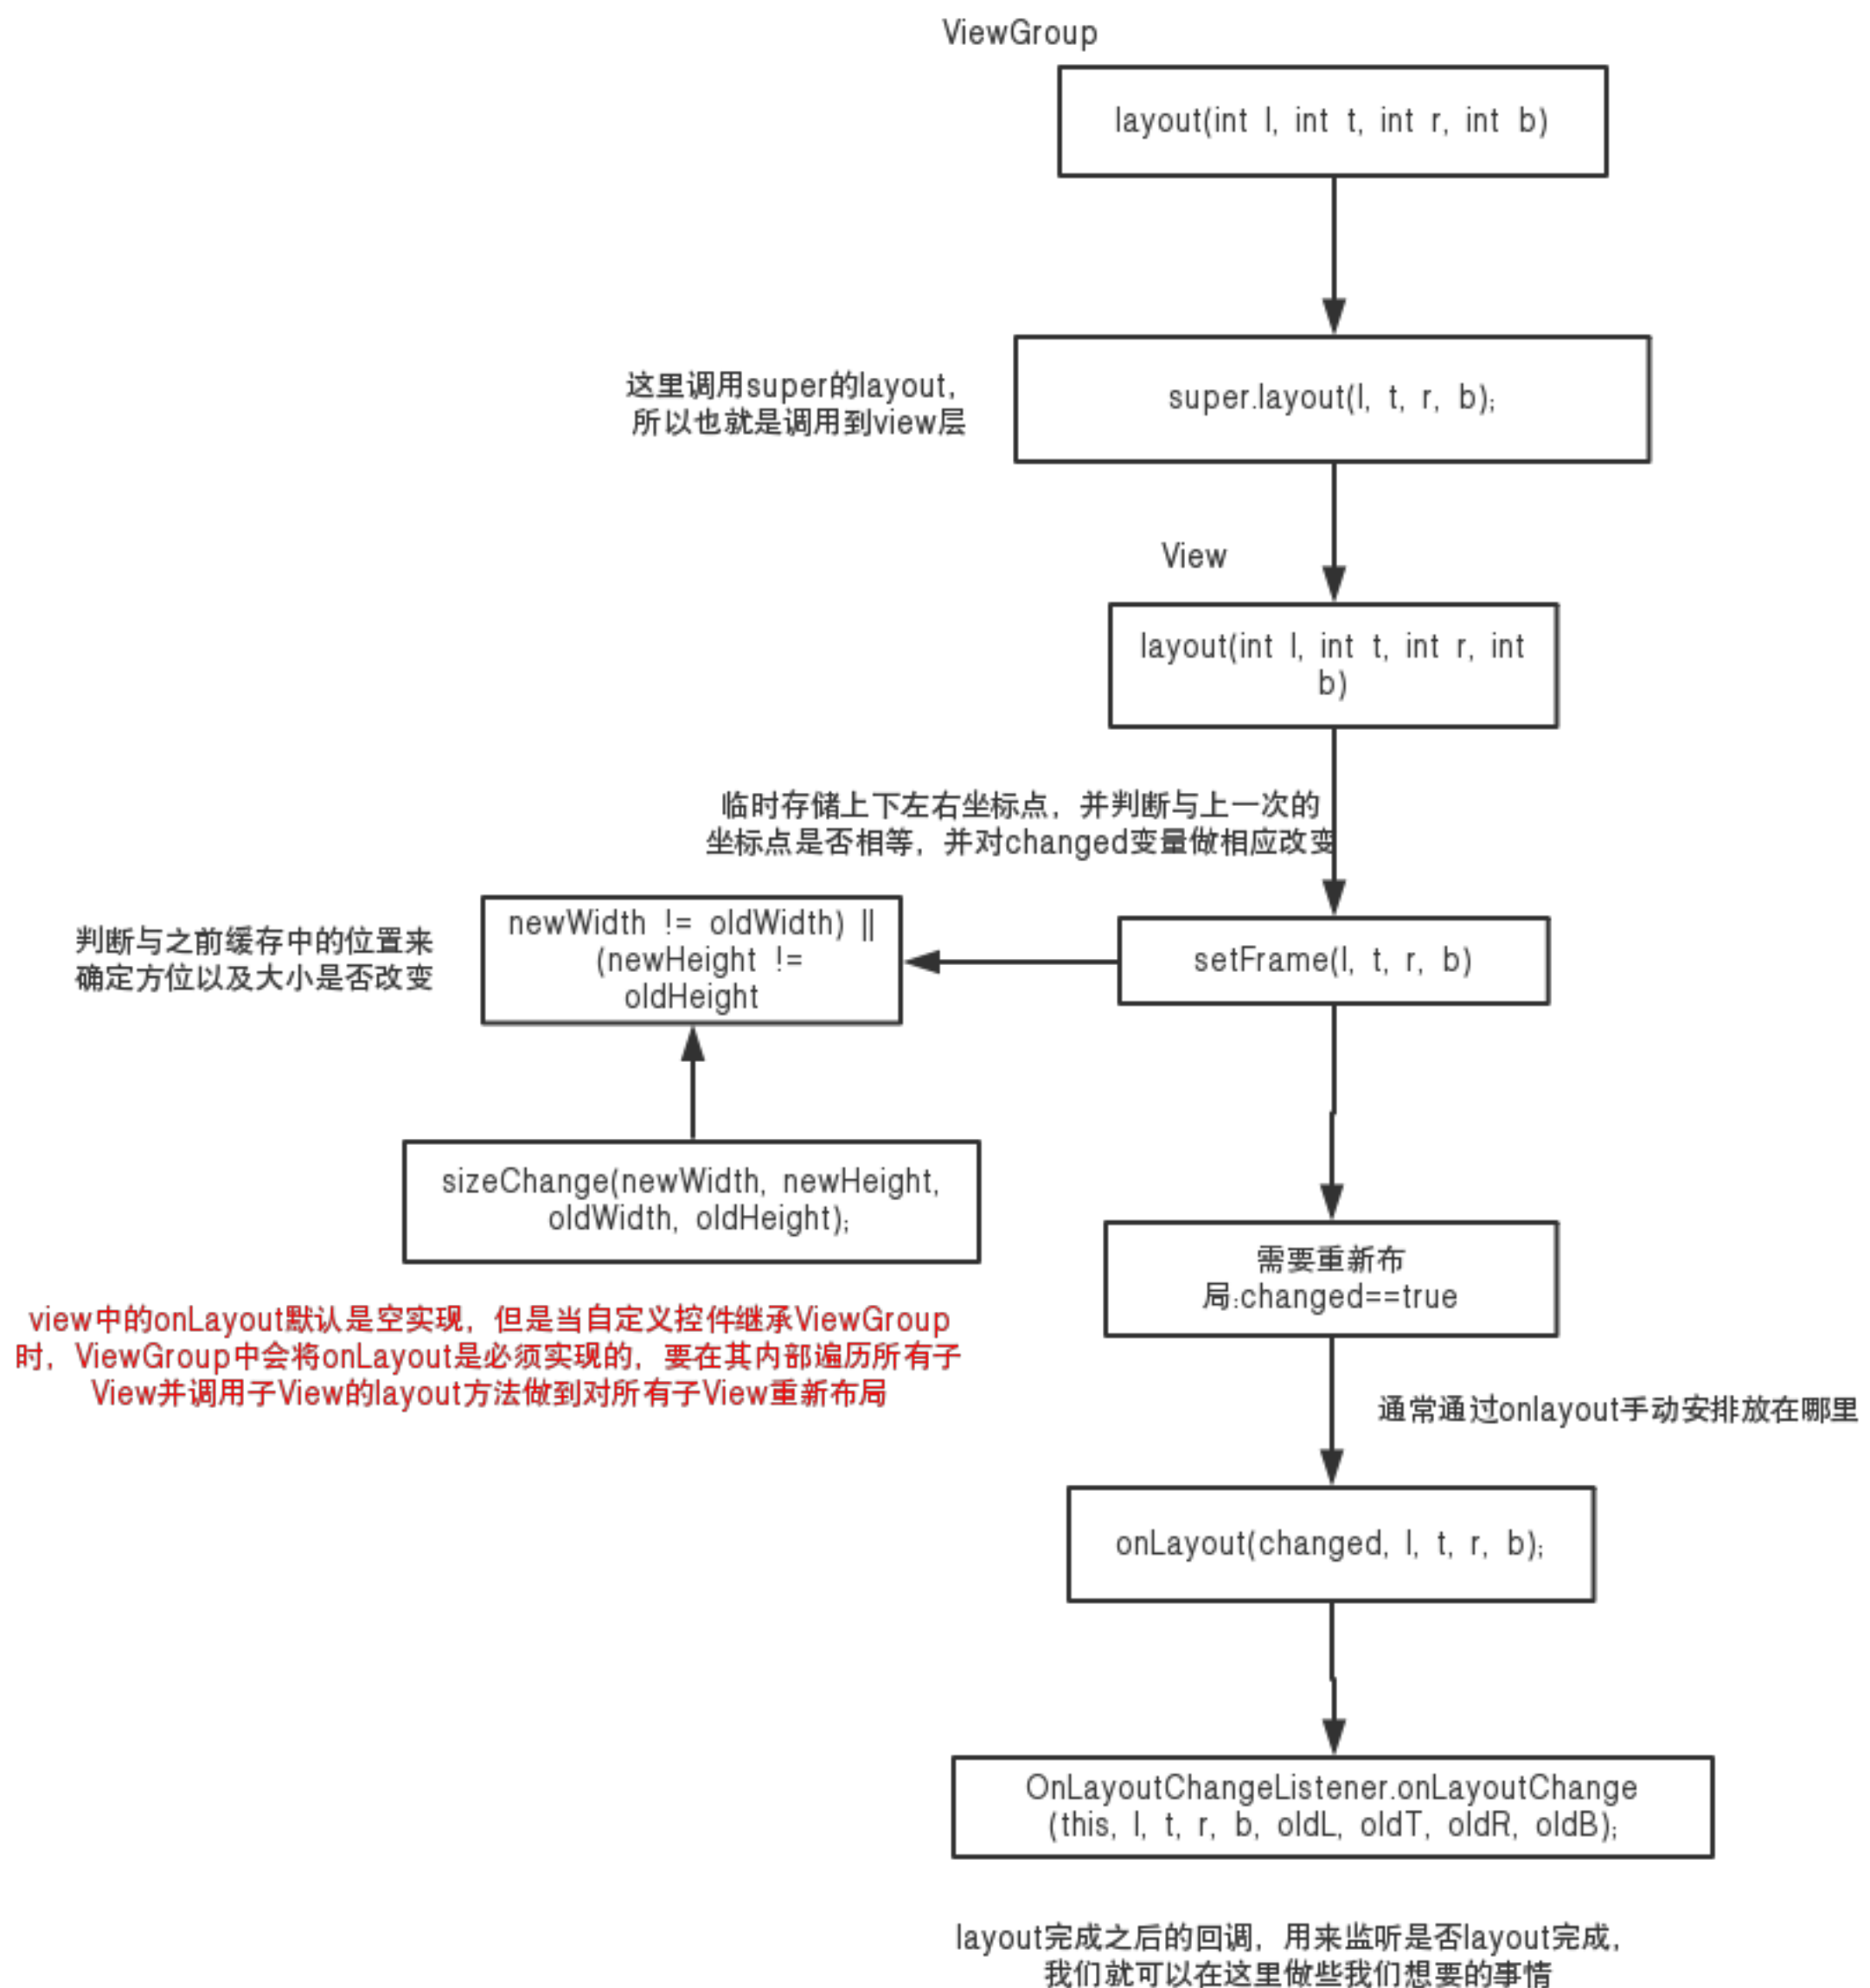 ViewGroup
layout(int l, int t, int r, int b)
这里调用super的layout,
所以也就是调用到view层
super.layout(l, t, r, b);
View
layout(int l, int t, int r, int
b)
临时存储上下左右坐标点，并判断与上一次的
坐标点是否相等，并对changed变量做相应改变
判断与之前缓存中的位置来
确定方位以及大小是否改变
newWidth != oldWidth) ||
(newHeight !=
oldHeight
setFrame(l, t, r, b)
sizeChange(newWidth, newHeight,
oldWidth, oldHeight);
需要重新布
局:changed==true
view中的onLayout默认是空实现，但是当自定义控件继承ViewGroup
时，ViewGroup中会将onLayout是必须实现的，要在其内部遍历所有子
View并调用子View的layout方法做到对所有子View重新布局
通常通过onlayout手动安排放在哪里
onLayout(changed, l, t, r, b);
OnLayoutChangeListener.onLayoutChange
(this, l, t, r, b, oldL, oldT, oldR, oldB);
layout完成之后的回调，用来监听是否layout完成，
我们就可以在这里做些我们想要的事情